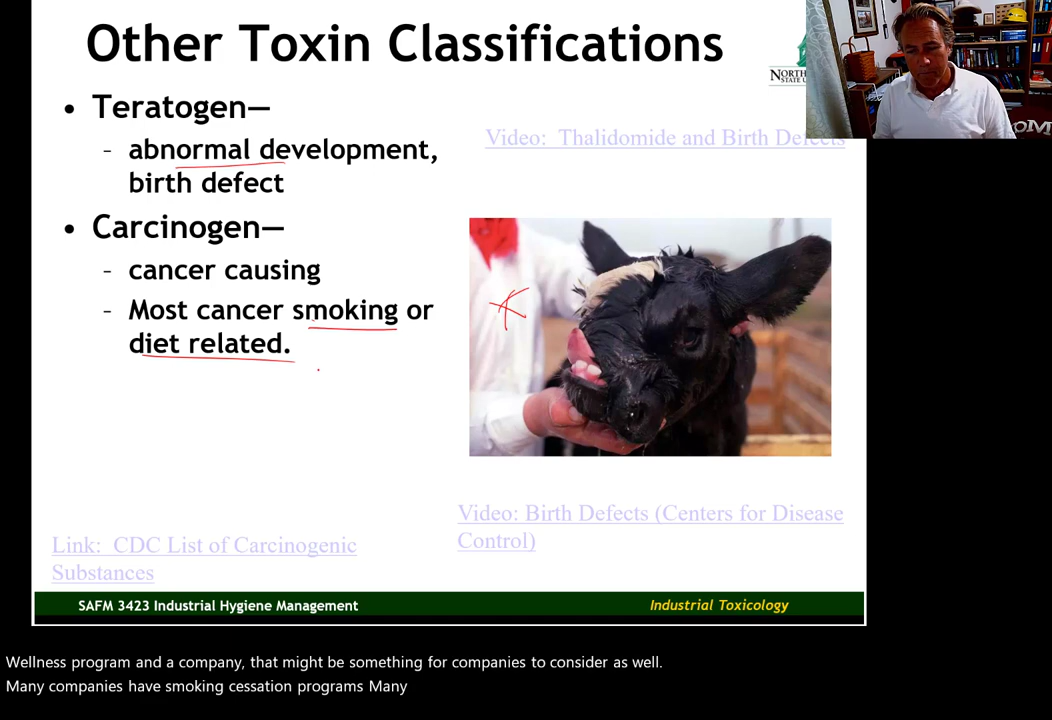 Other Toxin Classifications
NORTH
STATE U
• Teratogen—
- abnormal development,
birth defect
Video: Thalidomide and Birth Defects
• Carcinogen—
- cancer causing
- Most cancer smoking or
diet related.
Video: Birth Defects (Centers for Disease
Control)
Link: CDC List of Carcinogenic
Substances
SAFM 3423 Industrial Hygiene Management
Industrial Toxicology
Wellness program and a company, that might be something for companies to consider as well.
Many companies have smoking cessation programs Many